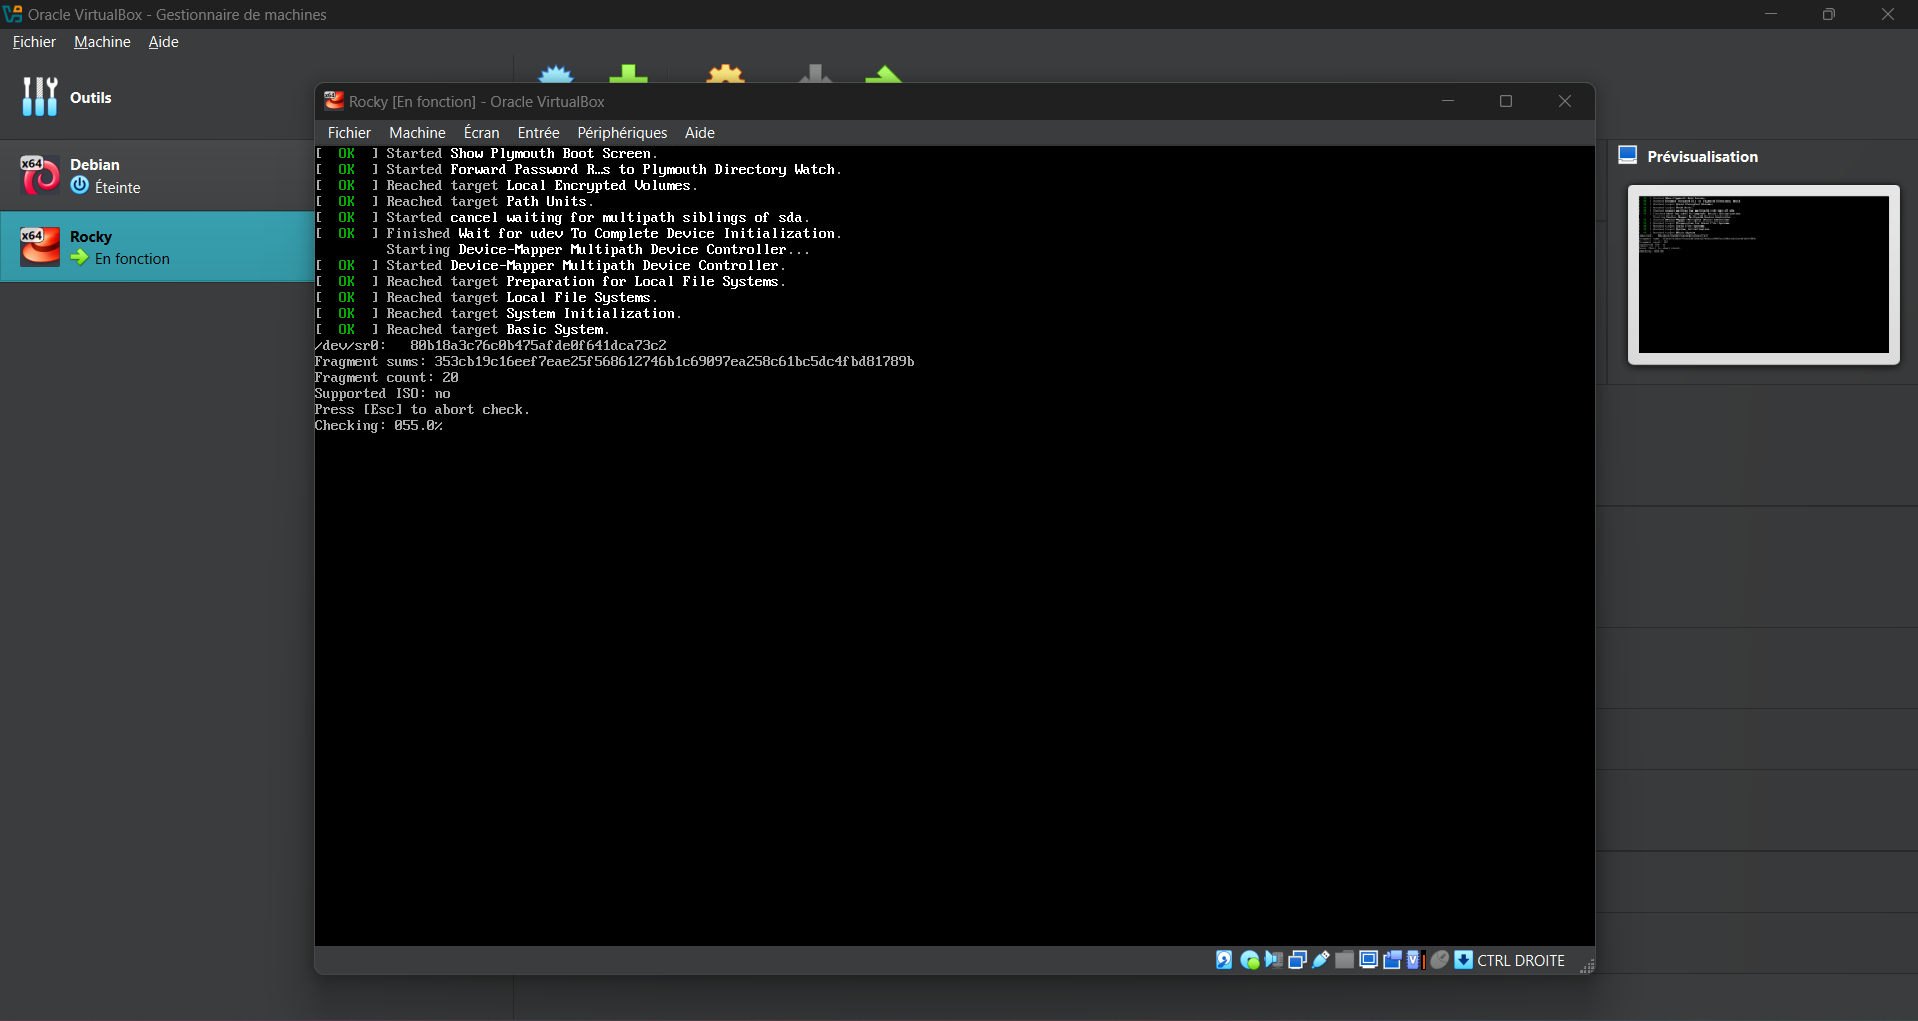 Oracle VirtualBox - Gestionnaire de machines
Fichier Machine Aide
Outils
x64 Debian
Éteinte
x64 Rocky
En fonction
Rocky [En fonction] - Oracle VirtualBox
Fichier Machine Écran Entrée Périphériques Aide
[  OK  ] Started Show Plymouth Boot Screen.
[  OK  ] Started Forward Password R…s to Plymouth Directory Watch.
[  OK  ] Reached target Local Encrypted Volumes.
[  OK  ] Reached target Path Units.
[  OK  ] Started cancel waiting for multipath siblings of sda.
[  OK  ] Finished Wait for udev To Complete Device Initialization.
Starting Device-Mapper Multipath Device Controller...
[  OK  ] Started Device-Mapper Multipath Device Controller.
[  OK  ] Reached target Preparation for Local File Systems.
[  OK  ] Reached target Local File Systems.
[  OK  ] Reached target System Initialization.
[  OK  ] Reached target Basic System.
/dev/sr0:   80b18a3c76c0b475afde0f641dca73c2
Fragment sums: 353cb19c16eef7eae25f568612746b1c69097ea258c61bc5dc4fbd81789b
Fragment count: 20
Supported ISO: no
Press [Esc] to abort check.
Checking: 055.0%
CTRL DROITE
Prévisualisation